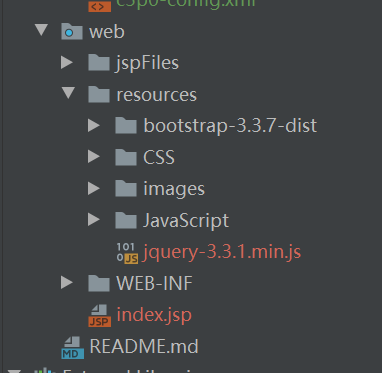 c3p0-config.xml
web
jspFiles
resources
bootstrap-3.3.7-dist
CSS
images
JavaScript
jquery-3.3.1.min.js
WEB-INF
index.jsp
README.md